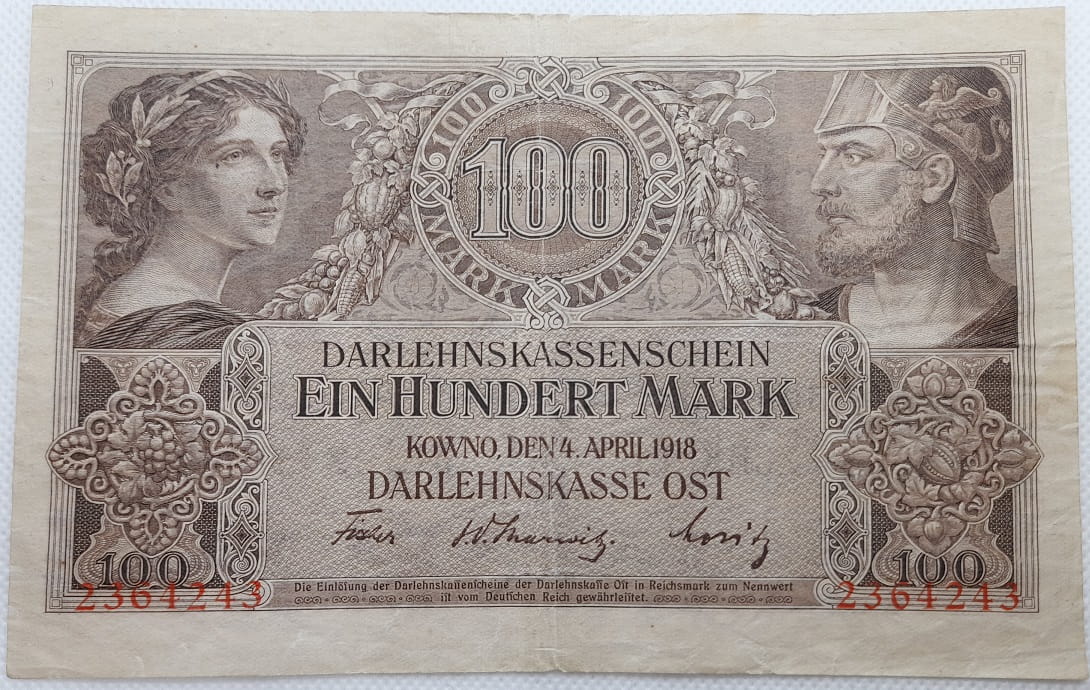 100 100
100
MARK MARK
DARLEHNSKASSENSCHEIN
EIN HUNDERT MARK
KOWNO, DEN 4. APRIL 1918
DARLEHNSKASSE OST
Fischer
100 100
2364243 2364243
Die Einlösung der Darlehnskassenscheine der Darlehnskasse Ost in Reichsmark zum Nennwert
ist vom Deutschen Reich gewährleistet.